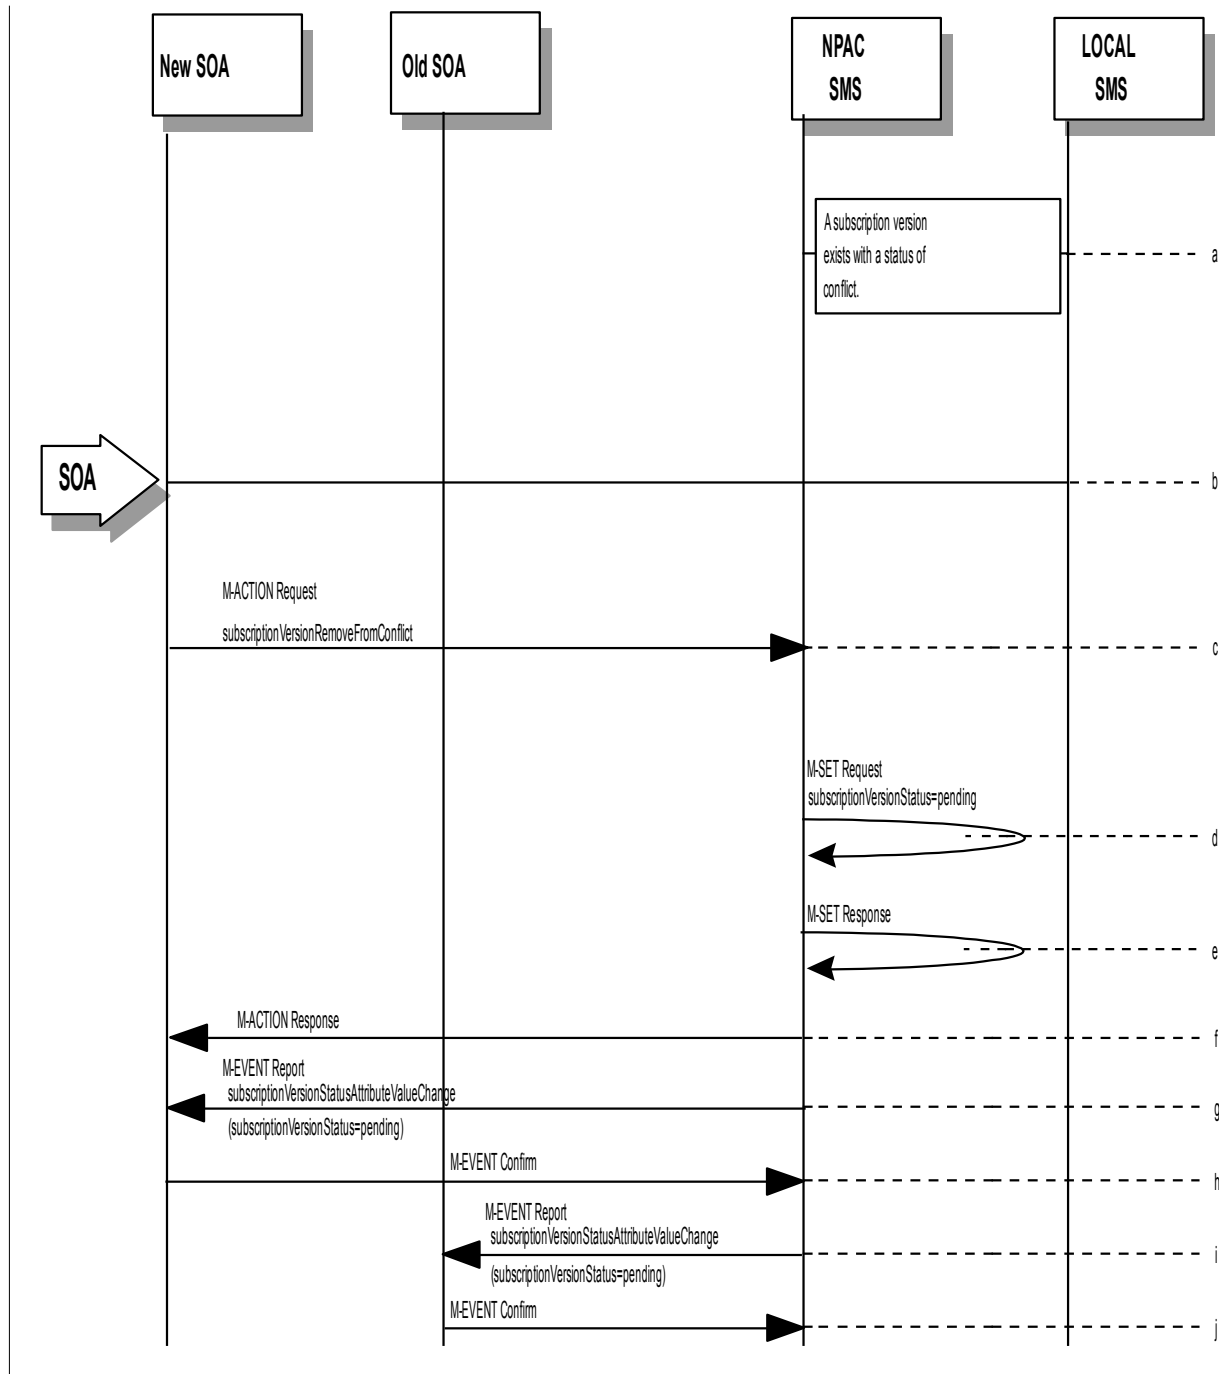 New SOA
Old SOA
NPAC
SMS
LOCAL
SMS
A subscription version
exists with a status of
conflict.
a
SOA
b
M-ACTION Request
subscriptionVersionRemoveFromConflict
c
M-SET Request
subscriptionVersionStatus=pending
d
M-SET Response
e
M-ACTION Response
f
M-EVENT Report
subscriptionVersionStatusAttributeValueChange
(subscriptionVersionStatus=pending)
g
M-EVENT Confirm
h
M-EVENT Report
subscriptionVersionStatusAttributeValueChange
(subscriptionVersionStatus=pending)
i
M-EVENT Confirm
j